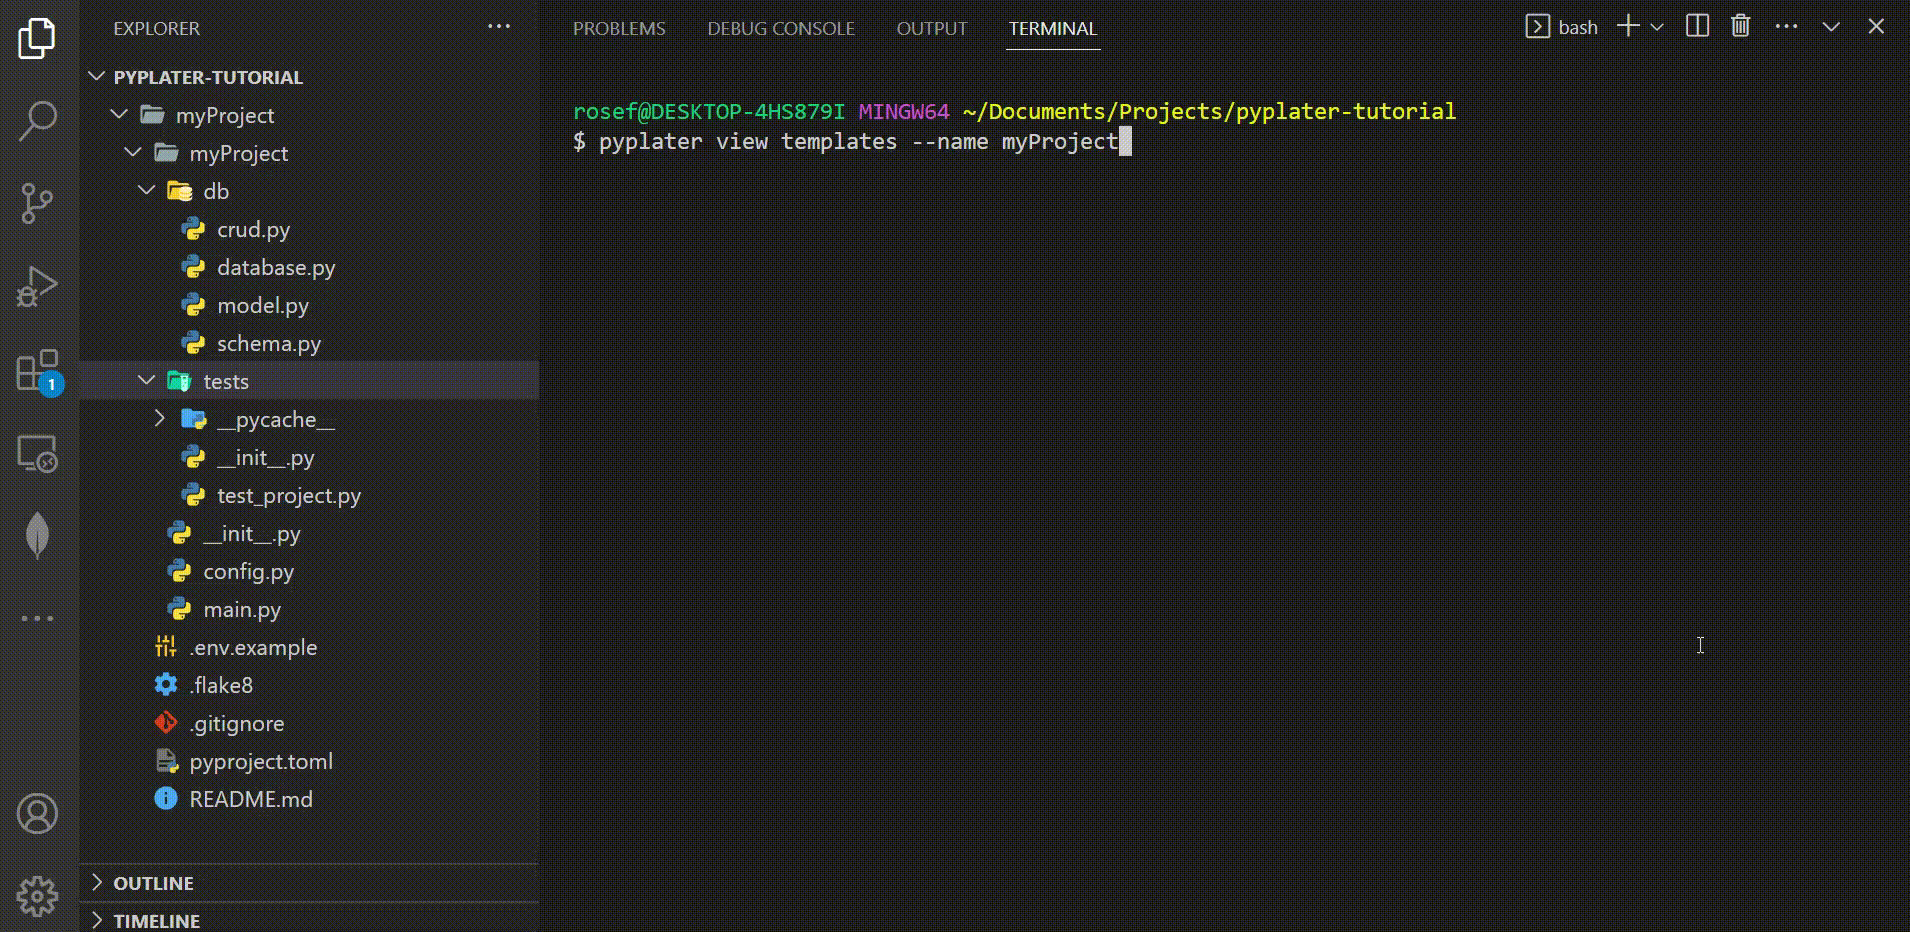 EXPLORER
PYPLATER-TUTORIAL
myProject
myProject
db
crud.py
database.py
model.py
schema.py
tests
__pycache__
__init__.py
test_project.py
__init__.py
config.py
main.py
.env.example
.flake8
.gitignore
pyproject.toml
README.md
OUTLINE
TIMELINE
1
PROBLEMS DEBUG CONSOLE OUTPUT TERMINAL
bash
rosef@DESKTOP-4HS879I MINGW64 ~/Documents/Projects/pyplater-tutorial
$ pyplater view templates --name myProject